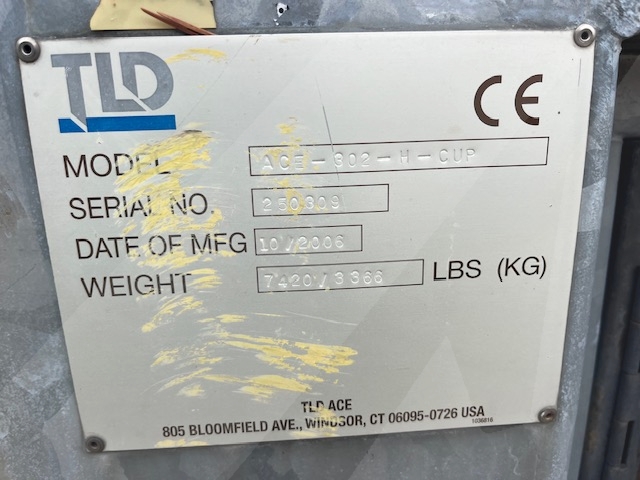 TLD
CE
MODEL ACE-802-H-CUP
SERIAL NO. 250309
DATE OF MFG 10/2006
WEIGHT 7420/3366 LBS (KG)
TLD ACE
805 BLOOMFIELD AVE., WINDSOR, CT 06095-0726 USA
1036816